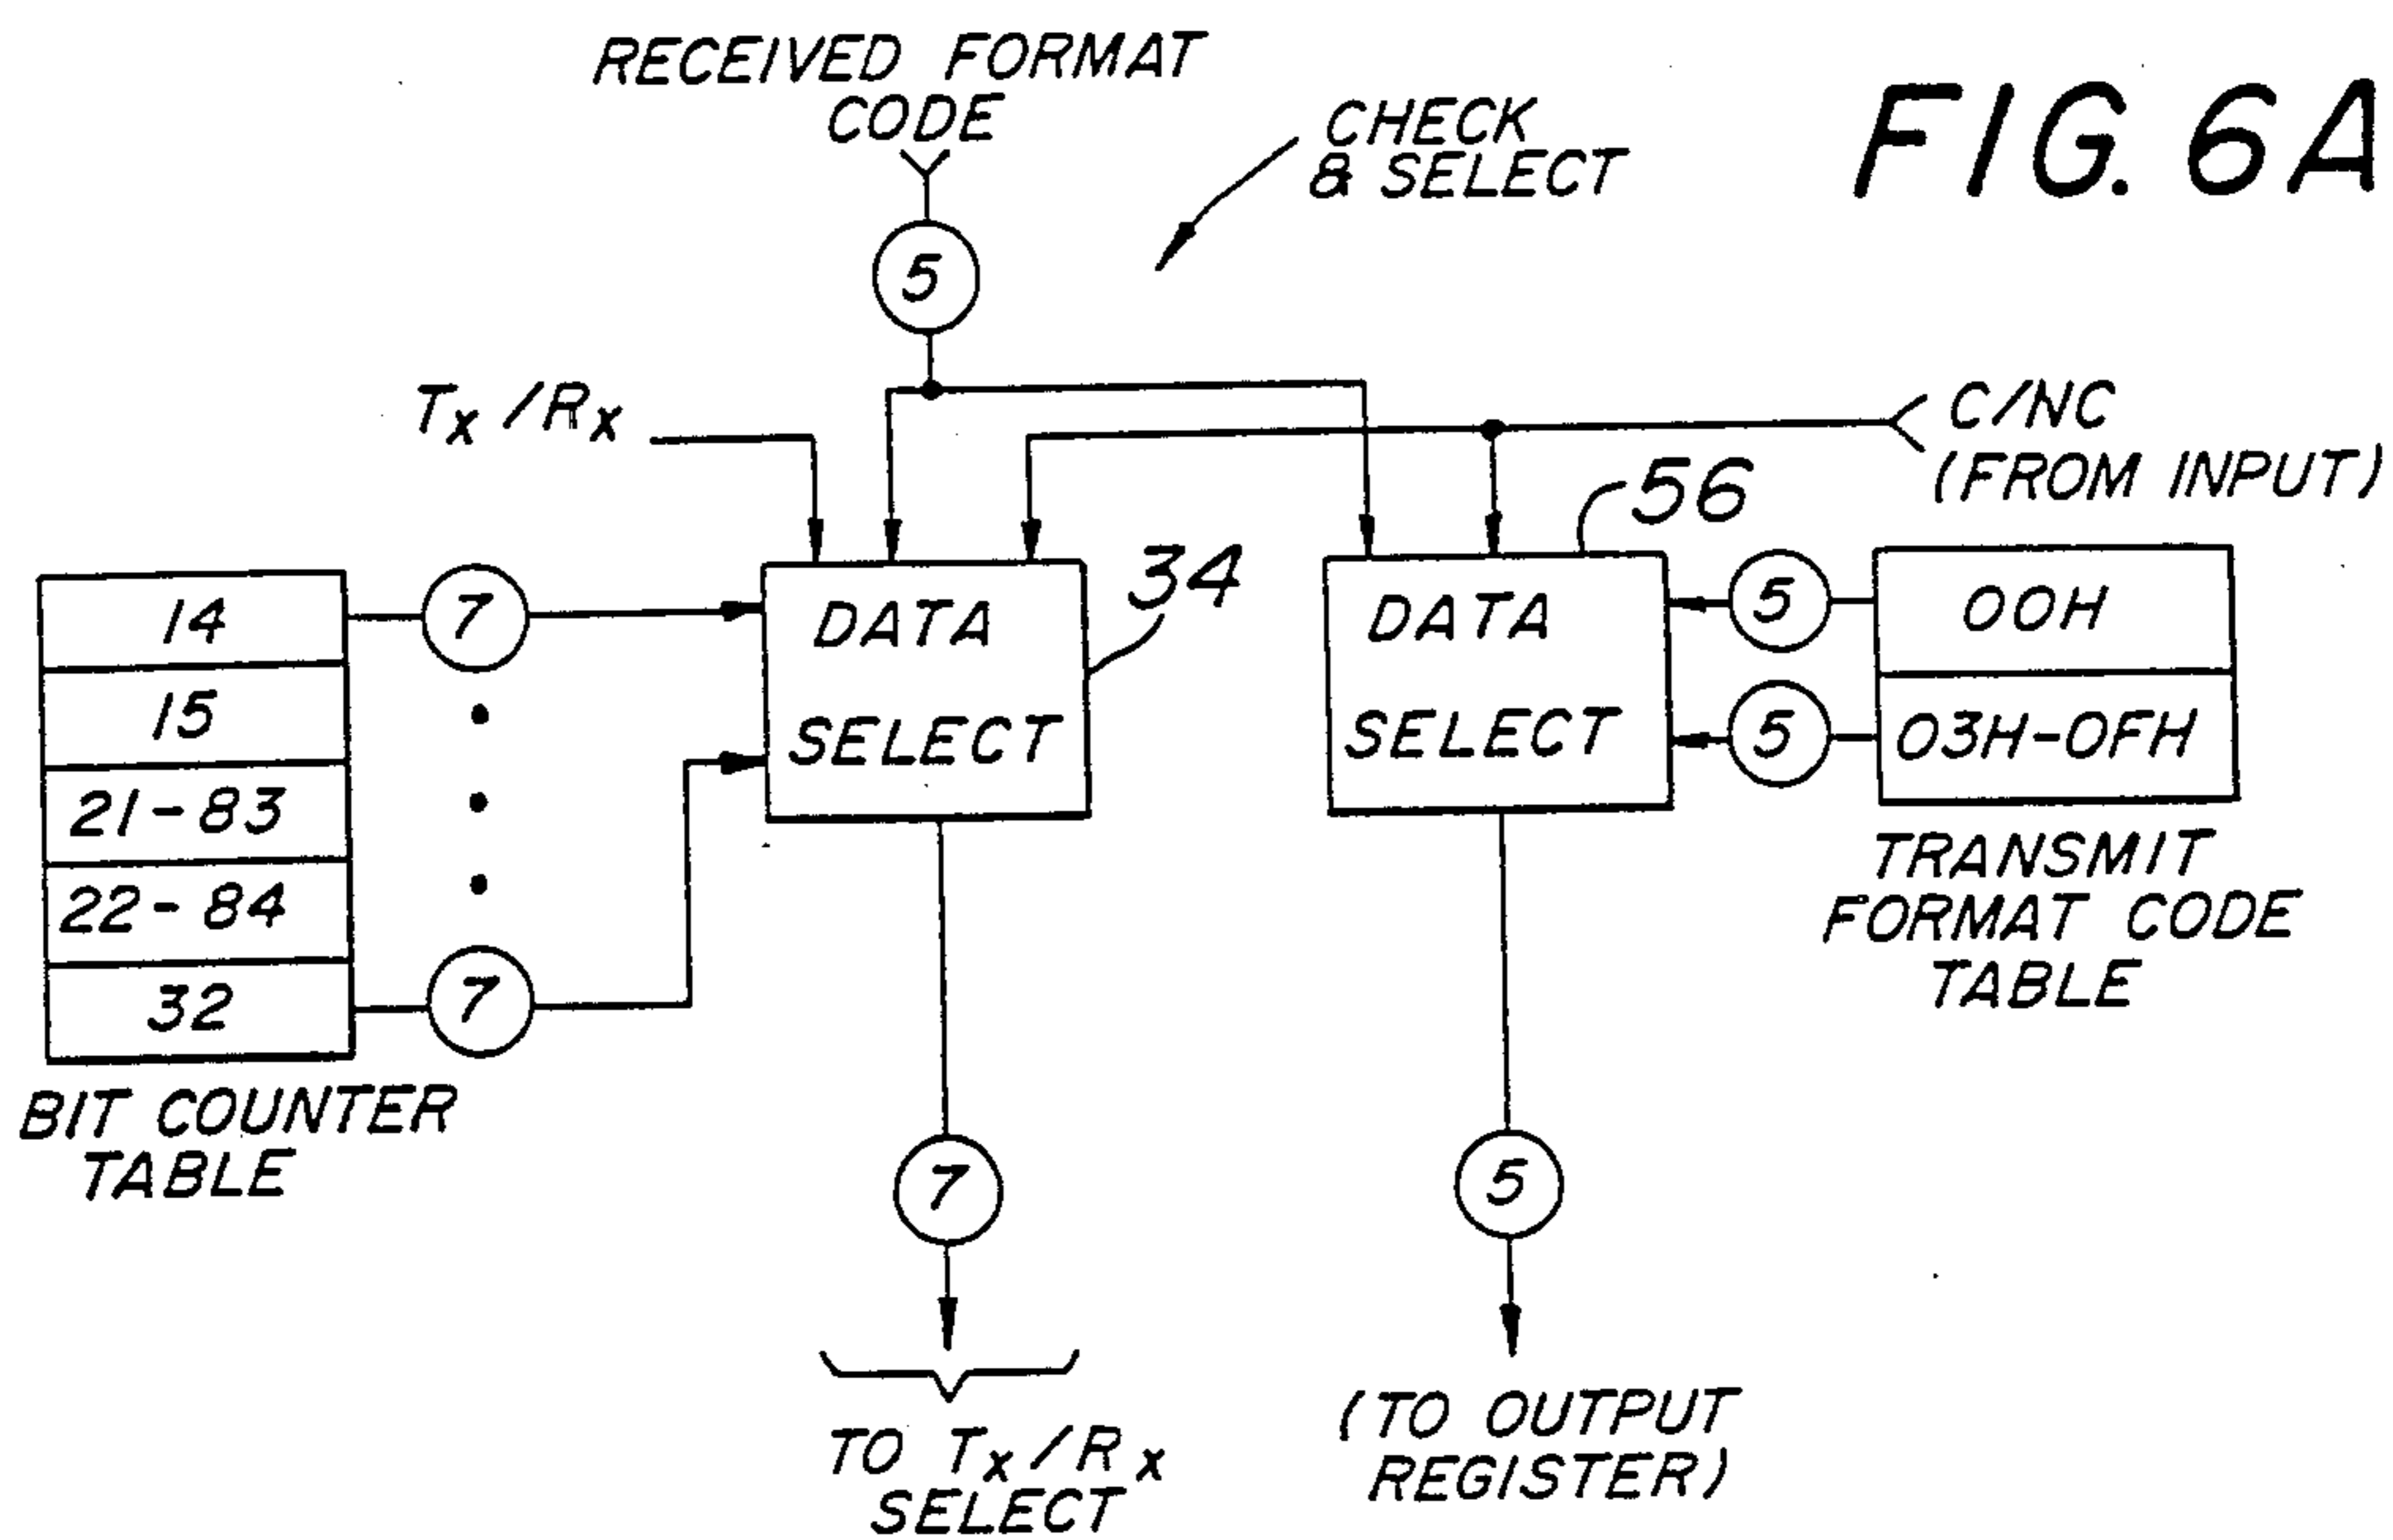 RECEIVED FORMAT
CODE
CHECK
& SELECT
FIG. 6A
5
Tx/Rx
C/NC
(FROM INPUT)
56
34
14
15
21-83
22-84
32
7
7
BIT COUNTER
TABLE
DATA
SELECT
DATA
SELECT
5
5
00H
03H-0FH
TRANSMIT
FORMAT CODE
TABLE
7
5
TO Tx/Rx
SELECT
(TO OUTPUT
REGISTER)